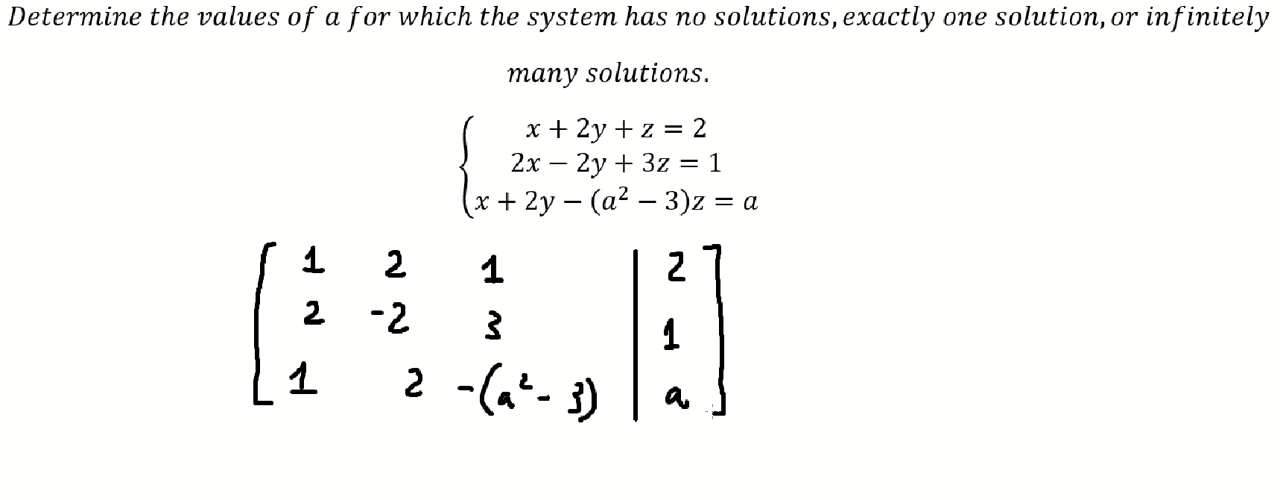 Determine the values of a for which the system has no solutions, exactly one solution, or infinitely
many solutions.
x + 2y + z = 2
2x − 2y + 3z = 1
x + 2y − (a² − 3)z = a
1 2 1 | 2
2 -2 3 | 1
1 2 -(a² - 3) | a